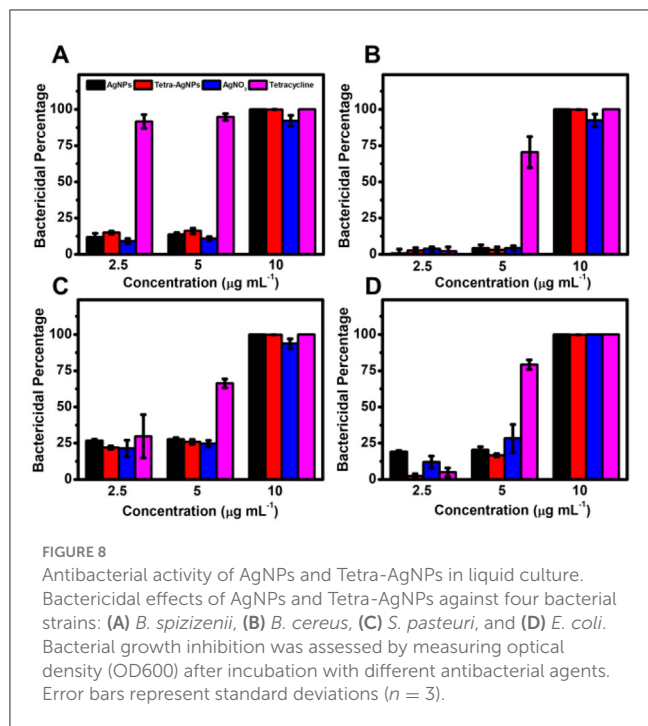 A
B
AgNPs Tetra-AgNPs AgNO3 Tetracycline
Bactericidal Percentage
100
75
50
25
0
2.5 5 10
Concentration (μg mL⁻¹)
Bactericidal Percentage
100
75
50
25
0
2.5 5 10
Concentration (μg mL⁻¹)
C
D
Bactericidal Percentage
100
75
50
25
0
2.5 5 10
Concentration (μg mL⁻¹)
Bactericidal Percentage
100
75
50
25
0
2.5 5 10
Concentration (μg mL⁻¹)
FIGURE 8
Antibacterial activity of AgNPs and Tetra-AgNPs in liquid culture.
Bactericidal effects of AgNPs and Tetra-AgNPs against four bacterial
strains: (A) B. spizizenii, (B) B. cereus, (C) S. pasteuri, and (D) E. coli.
Bacterial growth inhibition was assessed by measuring optical
density (OD600) after incubation with different antibacterial agents.
Error bars represent standard deviations (n = 3).